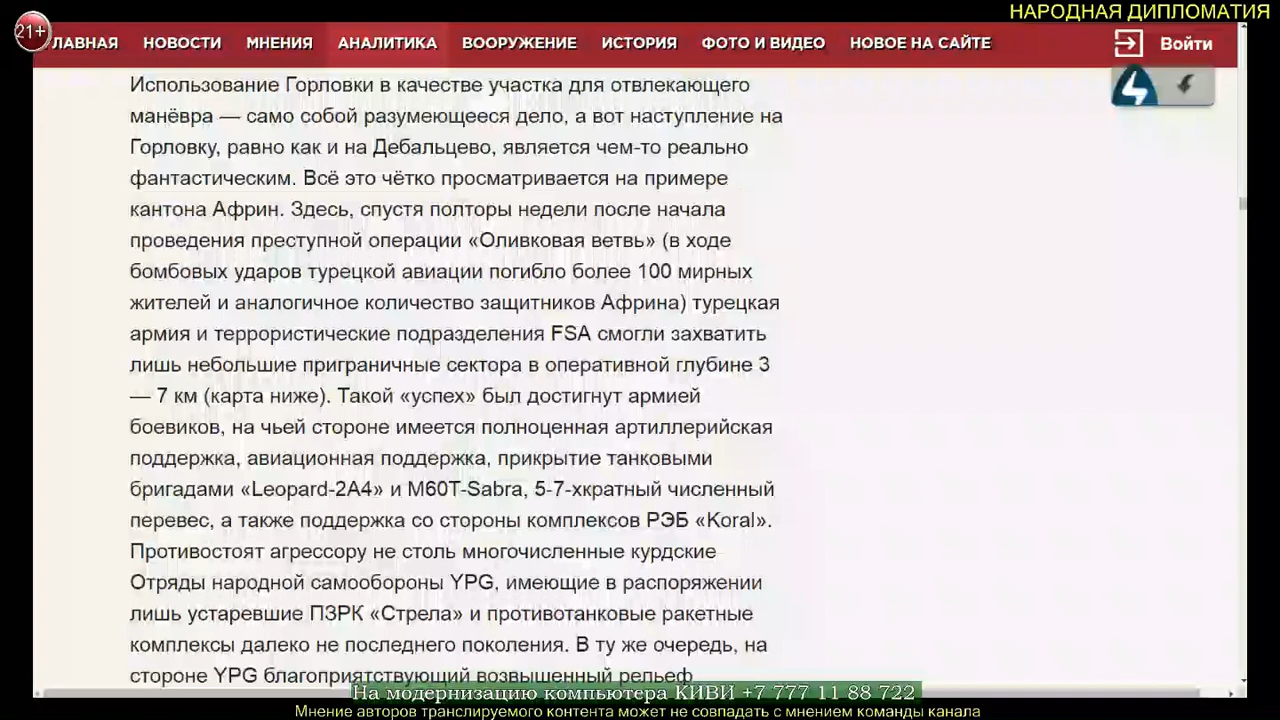 НАРОДНАЯ ДИПЛОМАТИЯ
21+
ЛАВНАЯ НОВОСТИ МНЕНИЯ АНАЛИТИКА ВООРУЖЕНИЕ ИСТОРИЯ ФОТО И ВИДЕО НОВОЕ НА САЙТЕ Войти
Использование Горловки в качестве участка для отвлекающего
манёвра — само собой разумеющееся дело, а вот наступление на
Горловку, равно как и на Дебальцево, является чем-то реально
фантастическим. Всё это чётко просматривается на примере
кантона Африн. Здесь, спустя полторы недели после начала
проведения преступной операции «Оливковая ветвь» (в ходе
бомбовых ударов турецкой авиации погибло более 100 мирных
жителей и аналогичное количество защитников Африна) турецкая
армия и террористические подразделения FSA смогли захватить
лишь небольшие приграничные сектора в оперативной глубине 3
— 7 км (карта ниже). Такой «успех» был достигнут армией
боевиков, на чьей стороне имеется полноценная артиллерийская
поддержка, авиационная поддержка, прикрытие танковыми
бригадами «Leopard-2A4» и M60T-Sabra, 5-7-хкратный численный
перевес, а также поддержка со стороны комплексов РЭБ «Koral».
Противостоят агрессору не столь многочисленные курдские
Отряды народной самообороны YPG, имеющие в распоряжении
лишь устаревшие ПЗРК «Стрела» и противотанковые ракетные
комплексы далеко не последнего поколения. В ту же очередь, на
стороне YPG благоприятствующий возвышенный рельеф
На модернизацию компьютера КИВИ +7 777 11 88 722
Мнение авторов транслируемого контента может не совпадать с мнением команды канала